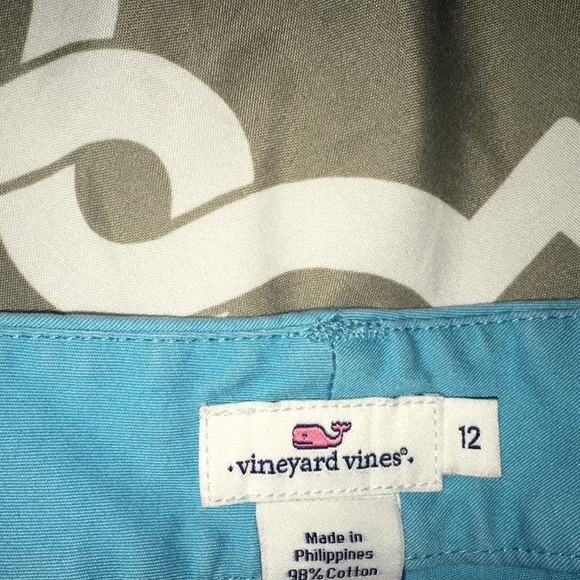 ·vineyard vines®·
12
Made in
Philippines
98% Cotton